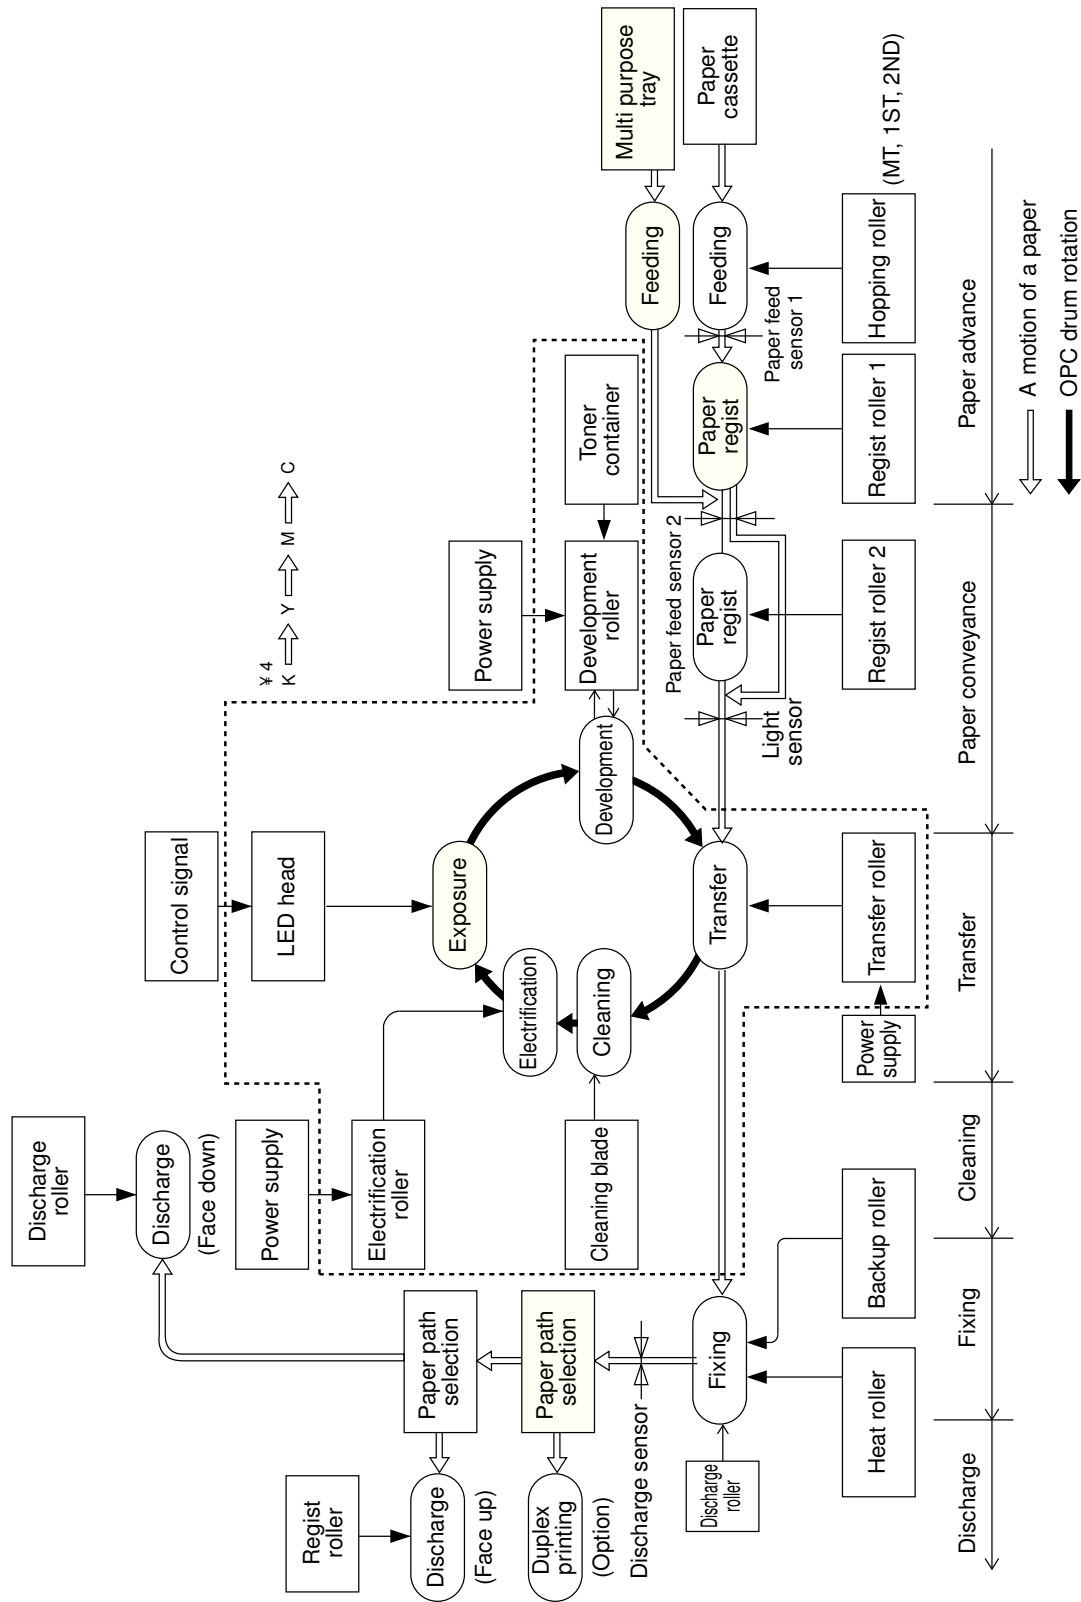 Discharge
roller
Discharge
(Face down)
Power supply
Electrification
roller
Control signal
LED head
¥ 4
K
Y
M
C
Regist
roller
Discharge
(Face up)
Paper path
selection
Duplex
printing
(Option)
Paper path
selection
Discharge sensor
Cleaning blade
Exposure
Electrification
Cleaning
Power supply
Development
roller
Development
Toner
container
Multi purpose
tray
Feeding
Paper
cassette
Feeding
Paper feed
sensor 1
Paper
regist
Paper feed sensor 2
Paper
regist
Light
sensor
Transfer
Fixing
Discharge
roller
Heat roller
Backup roller
Power
supply
Transfer roller
Regist roller 2
Regist roller 1
Hopping roller
(MT, 1ST, 2ND)
Discharge
Fixing
Cleaning
Transfer
Paper conveyance
Paper advance
A motion of a paper
OPC drum rotation